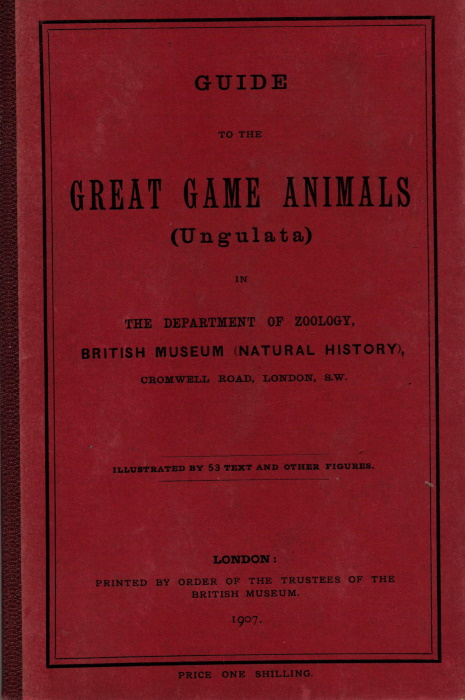 GUIDE
TO THE
GREAT GAME ANIMALS
(Ungulata)
IN
THE DEPARTMENT OF ZOOLOGY,
BRITISH MUSEUM (NATURAL HISTORY),
CROMWELL ROAD, LONDON, S.W.
ILLUSTRATED BY 53 TEXT AND OTHER FIGURES.
LONDON:
PRINTED BY ORDER OF THE TRUSTEES OF THE
BRITISH MUSEUM.
1907.
PRICE ONE SHILLING.